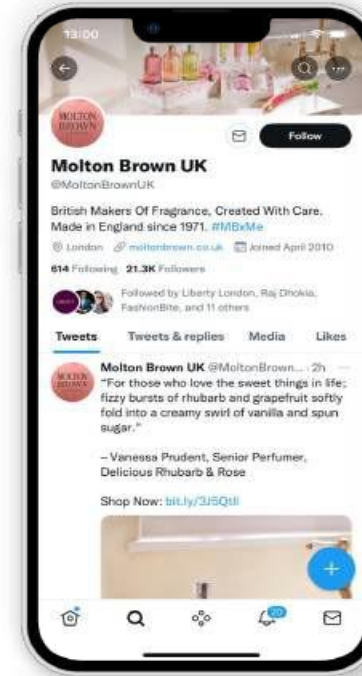 13:00
MOLTON
BROWN
Follow
Molton Brown UK
@MoltonBrownUK
British Makers Of Fragrance, Created With Care.
Made in England since 1971. #MBxMe
London moltonbrown.co.uk Joined April 2010
614 Following 21.3K Followers
LIBERTY
Followed by Liberty London, Raj Dhokia,
FashionBite, and 11 others
Tweets Tweets & replies Media Likes
MOLTON
BROWN
Molton Brown UK @MoltonBrown... · 2h
"For those who love the sweet things in life;
fizzy bursts of rhubarb and grapefruit softly
fold into a creamy swirl of vanilla and spun
sugar."
– Vanessa Prudent, Senior Perfumer,
Delicious Rhubarb & Rose
Shop Now:
20